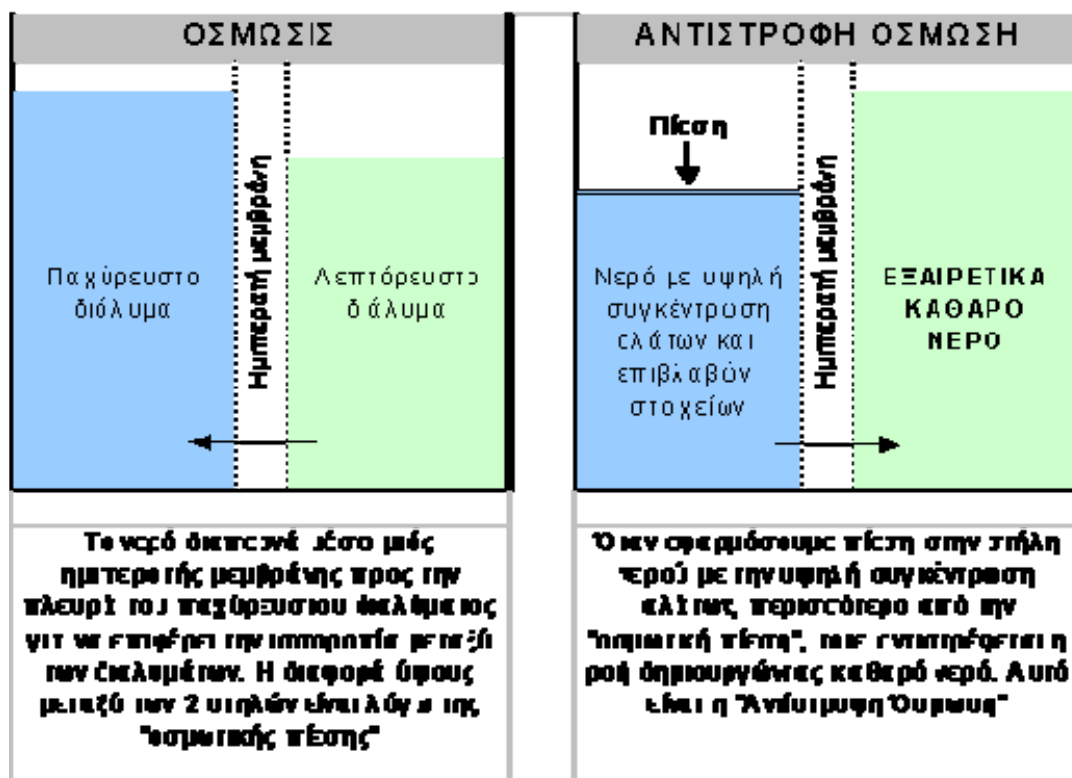 ΟΣΜΩΣΙΣ
Παχύρευστο
διάλυμα
Ημιπερατή μεμβράνη
Λεπτόρευστο
διάλυμα
Το νερό διαπερνά μέσο μιάς
ημιπερατής μεμβράνης προς την
πλευρά του παχύρευστου διαλύματος
για να επιφέρει την ισορροπία μεταξύ
των διαλυμάτων. Η διαφορά ύψους
μεταξύ των 2 στηλών είναι λόγω της
"οσμωτικής πίεσης"
ΑΝΤΙΣΤΡΟΦΗ ΟΣΜΩΣΗ
Πίεση
Νερό με υψηλή
συγκέντρωση
αλάτων και
επιβλαβών
στοχείων
Ημιπερατή μεμβράνη
ΕΞΑΙΡΕΤΙΚΑ
ΚΑΘΑΡΟ
ΝΕΡΟ
Όταν εφαρμόσουμε πίεση στην στήλη
νερού με την υψηλή συγκέντρωση
αλάτων, περισσότερο από την
"οσμωτική πίεση", τότε η
ροή δημιουργώντας καθαρό νερό. Αυτό
είναι η "Αντίστροφη Όσμωση"